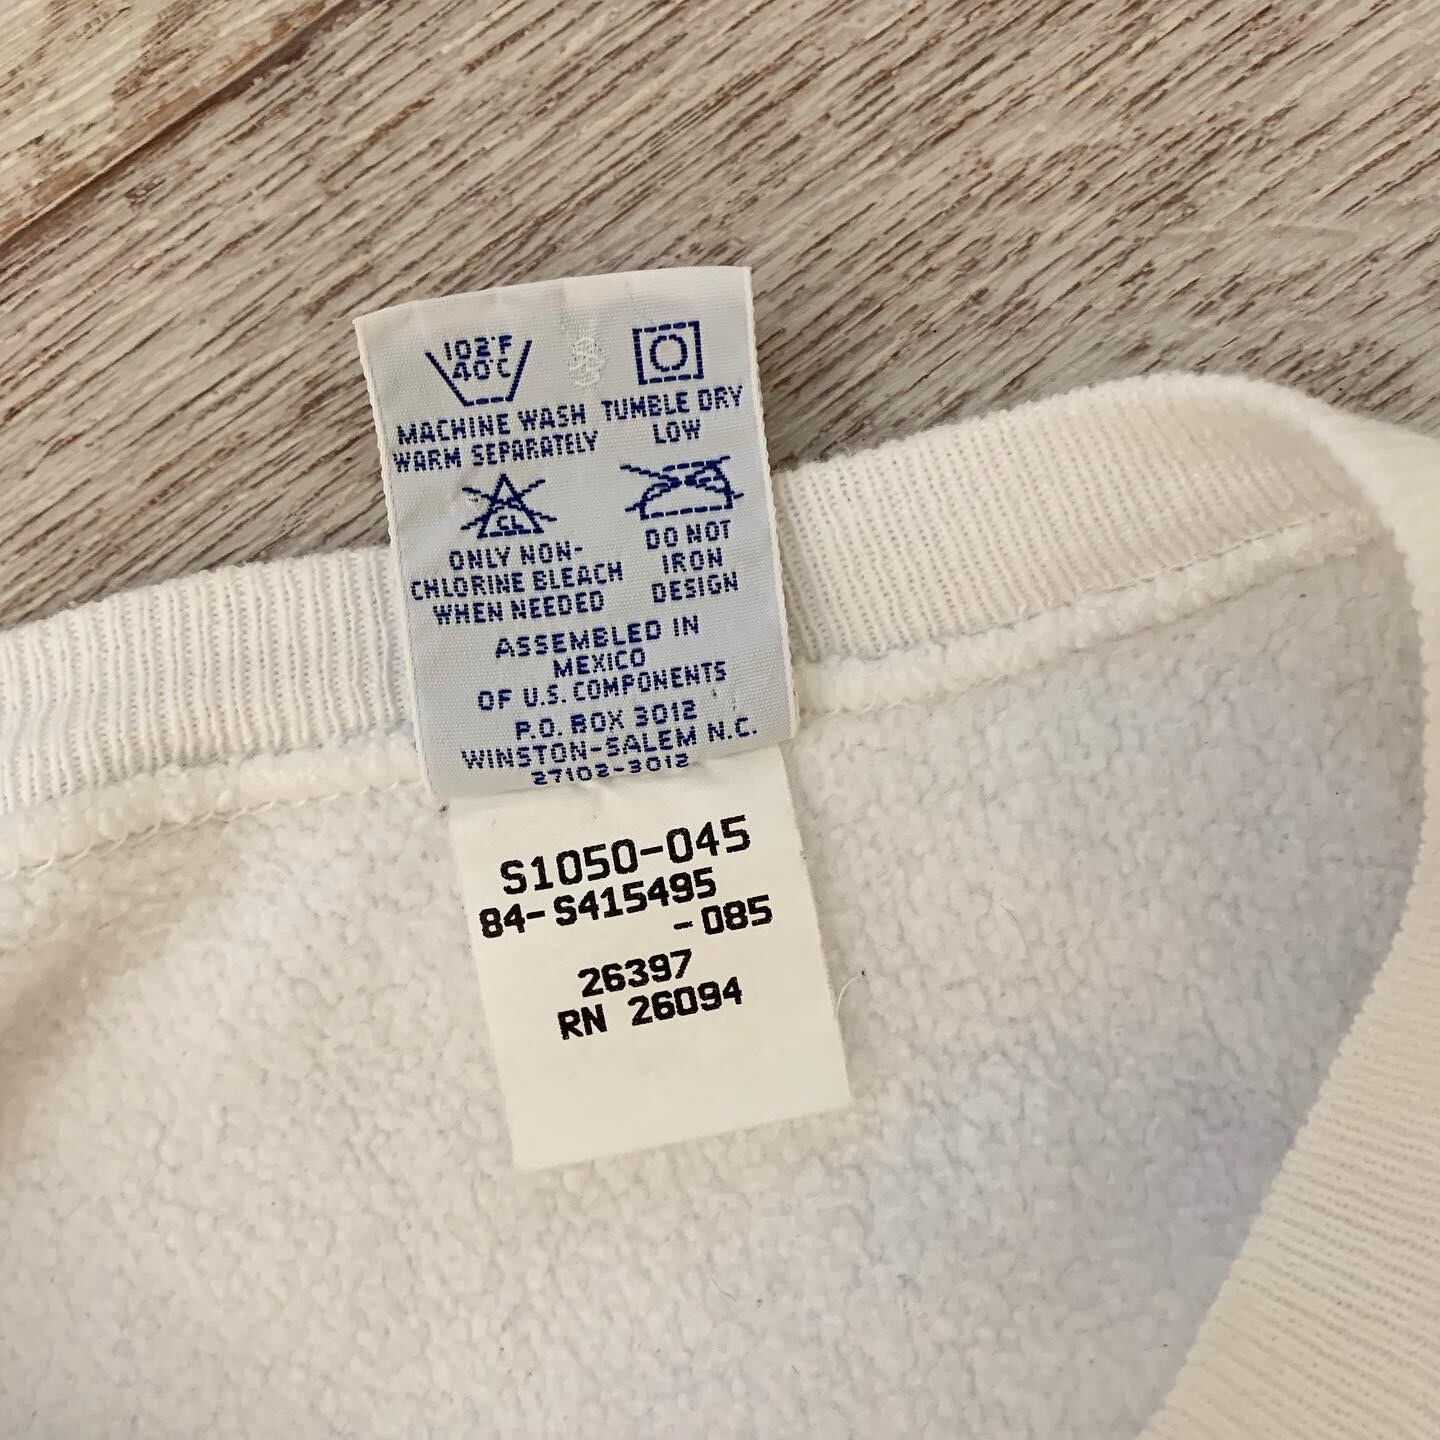 102°F
40°C
MACHINE WASH
WARM SEPARATELY
TUMBLE DRY
LOW
CL
ONLY NON-
CHLORINE BLEACH
WHEN NEEDED
DO NOT
IRON
DESIGN
ASSEMBLED IN
MEXICO
OF U.S. COMPONENTS
P.O. BOX 3012
WINSTON-SALEM N.C.
27102-3012
S1050-045
84-S415495
-085
26397
RN 26094